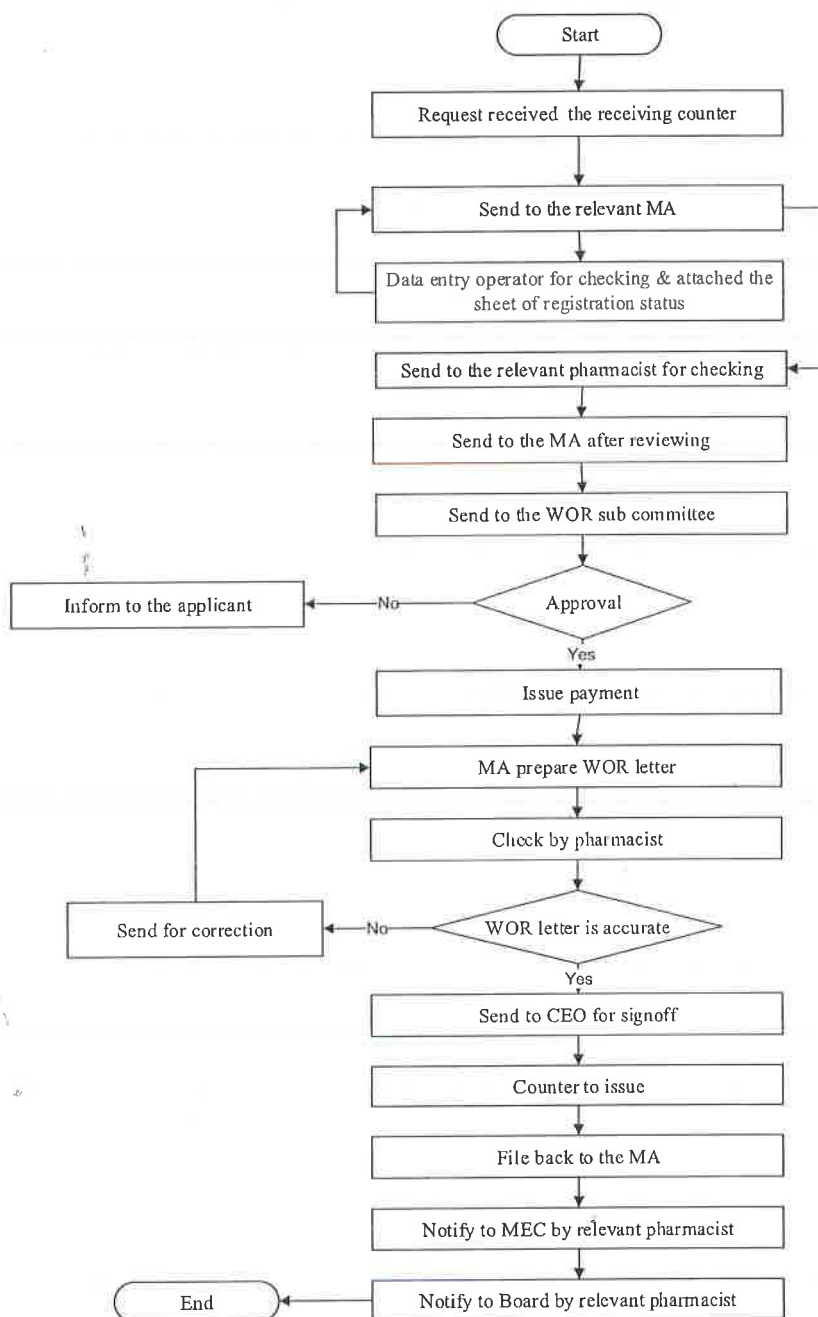 Start
Request received the receiving counter
Send to the relevant MA
Data entry operator for checking & attached the
sheet of registration status
Send to the relevant pharmacist for checking
Send to the MA after reviewing
Send to the WOR sub committee
Approval
No
Inform to the applicant
Yes
Issue payment
MA prepare WOR letter
Check by pharmacist
WOR letter is accurate
No
Send for correction
Yes
Send to CEO for signoff
Counter to issue
File back to the MA
Notify to MEC by relevant pharmacist
Notify to Board by relevant pharmacist
End